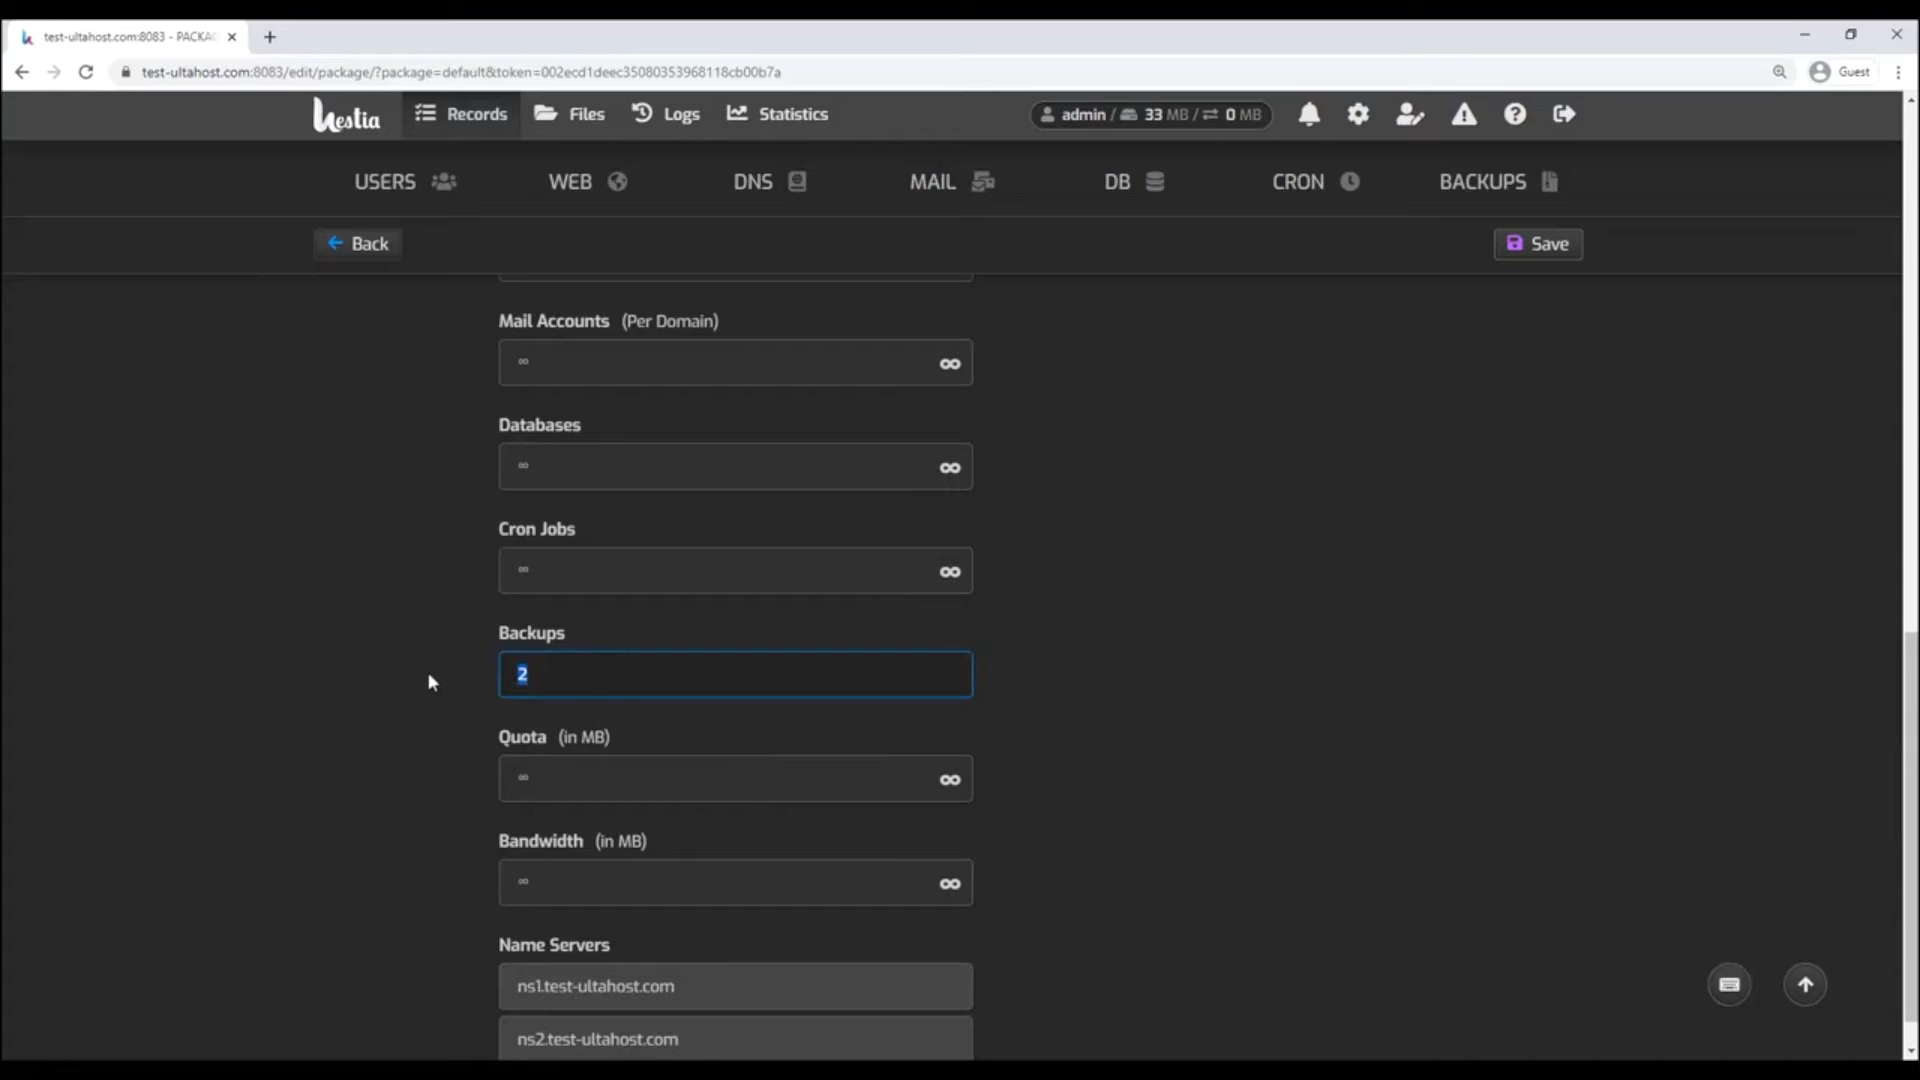 test-ultahost.com:8083 - PACKA
test-ultahost.com:8083/edit/package/?package=default&token=002ecd1deec35080353968118cb00b7a
Guest
hestia
Records
Files
Logs
Statistics
admin / 33 MB / 0 MB
USERS
WEB
DNS
MAIL
DB
CRON
BACKUPS
Back
Save
Mail Accounts (Per Domain)
∞
Databases
∞
Cron Jobs
∞
Backups
2
Quota (in MB)
∞
Bandwidth (in MB)
∞
Name Servers
ns1.test-ultahost.com
ns2.test-ultahost.com